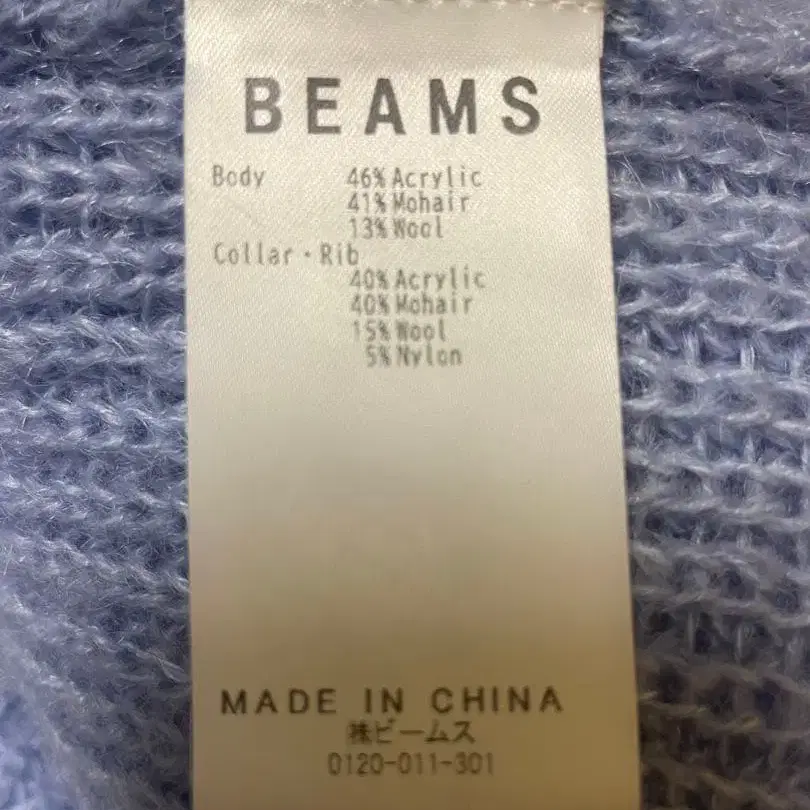 BEAMS
Body 46% Acrylic
41% Mohair
13% Wool
Collar・Rib
40% Acrylic
40% Mohair
15% Wool
5% Nylon
MADE IN CHINA
㈱ビームス
0120-011-301